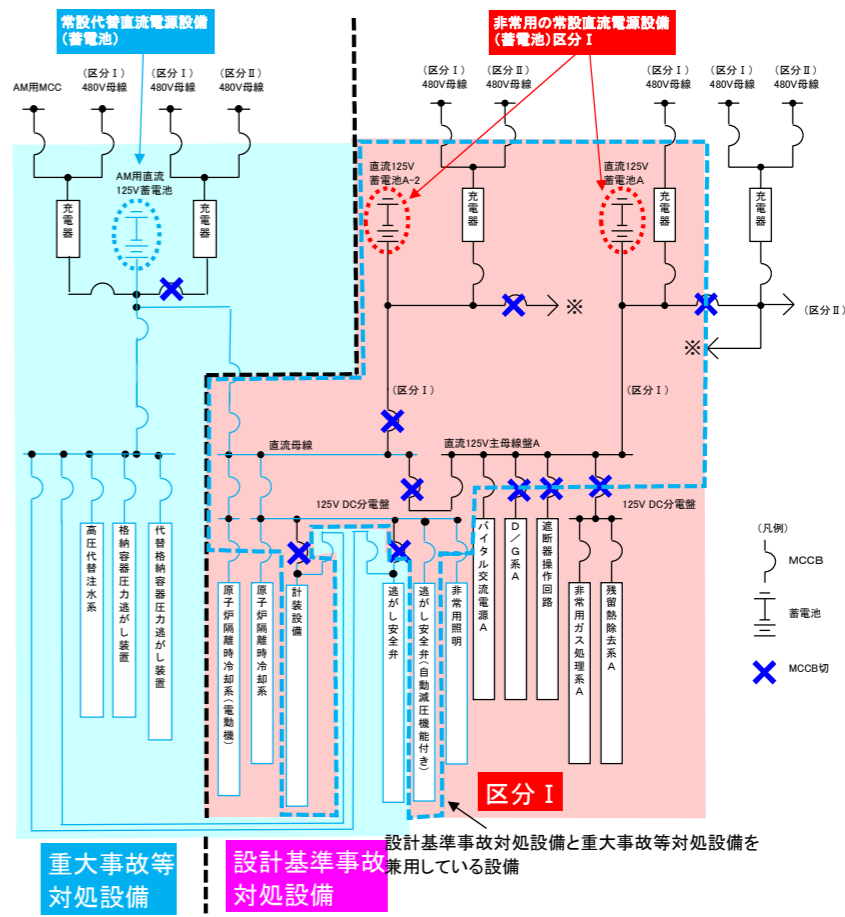 常設代替直流電源設備
(蓄電池)
非常用の常設直流電源設備
(蓄電池)区分Ⅰ
AM用MCC
(区分Ⅰ)
480V母線
(区分Ⅰ)
480V母線
(区分Ⅱ)
480V母線
(区分Ⅰ)
480V母線
(区分Ⅱ)
480V母線
(区分Ⅰ)
480V母線
(区分Ⅰ)
480V母線
(区分Ⅱ)
480V母線
AM用直流
125V蓄電池
直流125V
蓄電池A-2
直流125V
蓄電池A
充電器
充電器
充電器
充電器
充電器
※
(区分Ⅱ)
※
(区分Ⅰ)
(区分Ⅰ)
直流母線
直流125V主母線盤A
125V DC分電盤
125V DC分電盤
高圧代替注水系
格納容器圧力逃がし装置
代替格納容器圧力逃がし装置
原子炉隔離時冷却系(電動機)
原子炉隔離時冷却系
計装設備
逃がし安全弁
逃がし安全弁(自動減圧機能付き)
非常用照明
バイタル交流電源A
D/G系A
遮断器操作回路
非常用ガス処理系A
残留熱除去系A
(凡例)
MCCB
蓄電池
MCCB切
区分Ⅰ
重大事故等
対処設備
設計基準事故
対処設備
設計基準事故対処設備と重大事故等対処設備を
兼用している設備